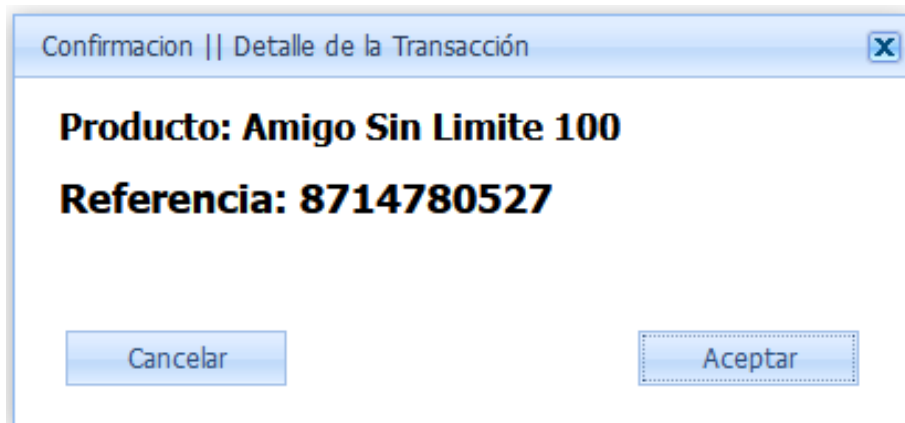 Confirmacion || Detalle de la Transacción
Producto: Amigo Sin Limite 100
Referencia: 8714780527
Cancelar
Aceptar